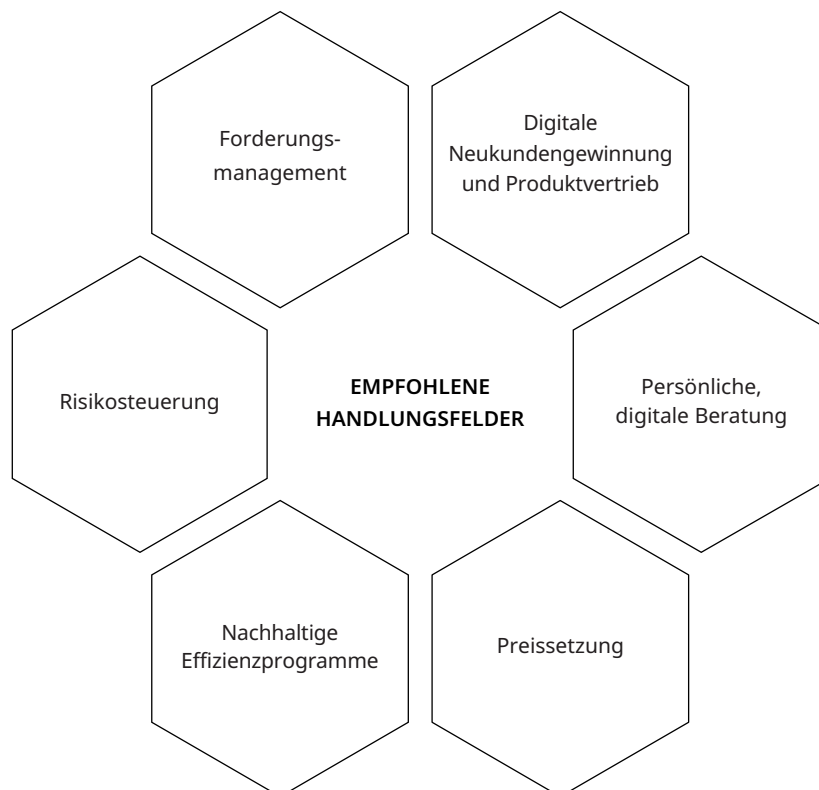 Forderungs-
management
Digitale
Neukundengewinnung
und Produktvertrieb
Risikosteuerung
EMPFOHLENE
HANDLUNGSFELDER
Persönliche,
digitale Beratung
Nachhaltige
Effizienzprogramme
Preissetzung